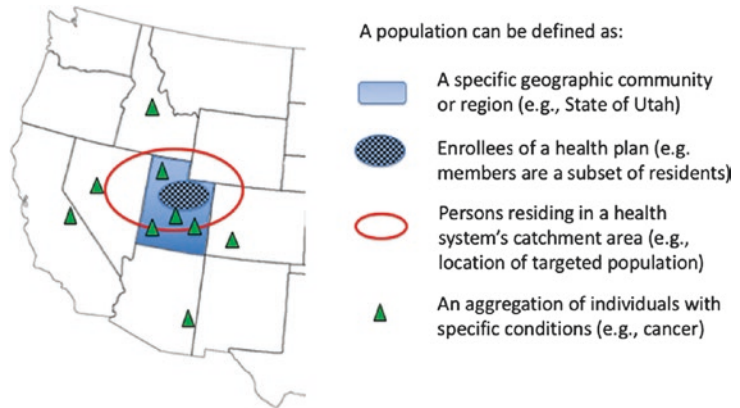 A population can be defined as:
A specific geographic community
or region (e.g., State of Utah)
Enrollees of a health plan (e.g.
members are a subset of residents)
Persons residing in a health
system's catchment area (e.g.,
location of targeted population)
An aggregation of individuals with
specific conditions (e.g., cancer)